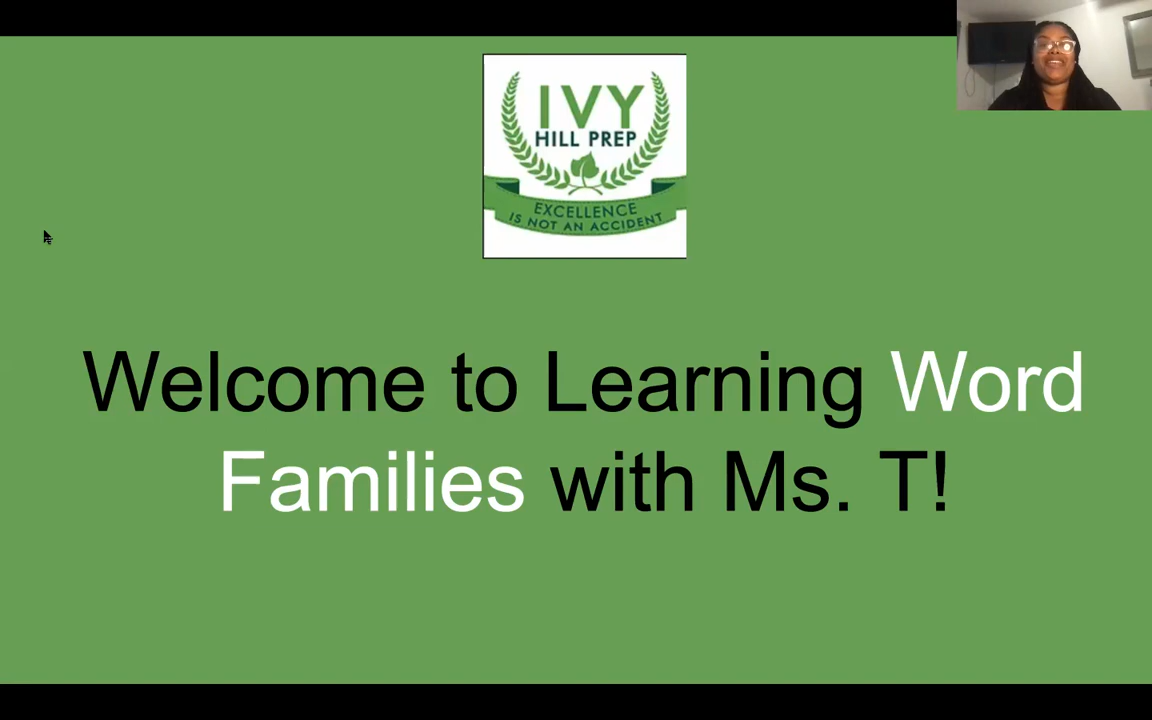 IVY
HILL PREP
EXCELLENCE
IS NOT AN ACCIDENT
Welcome to Learning Word
Families with Ms. T!